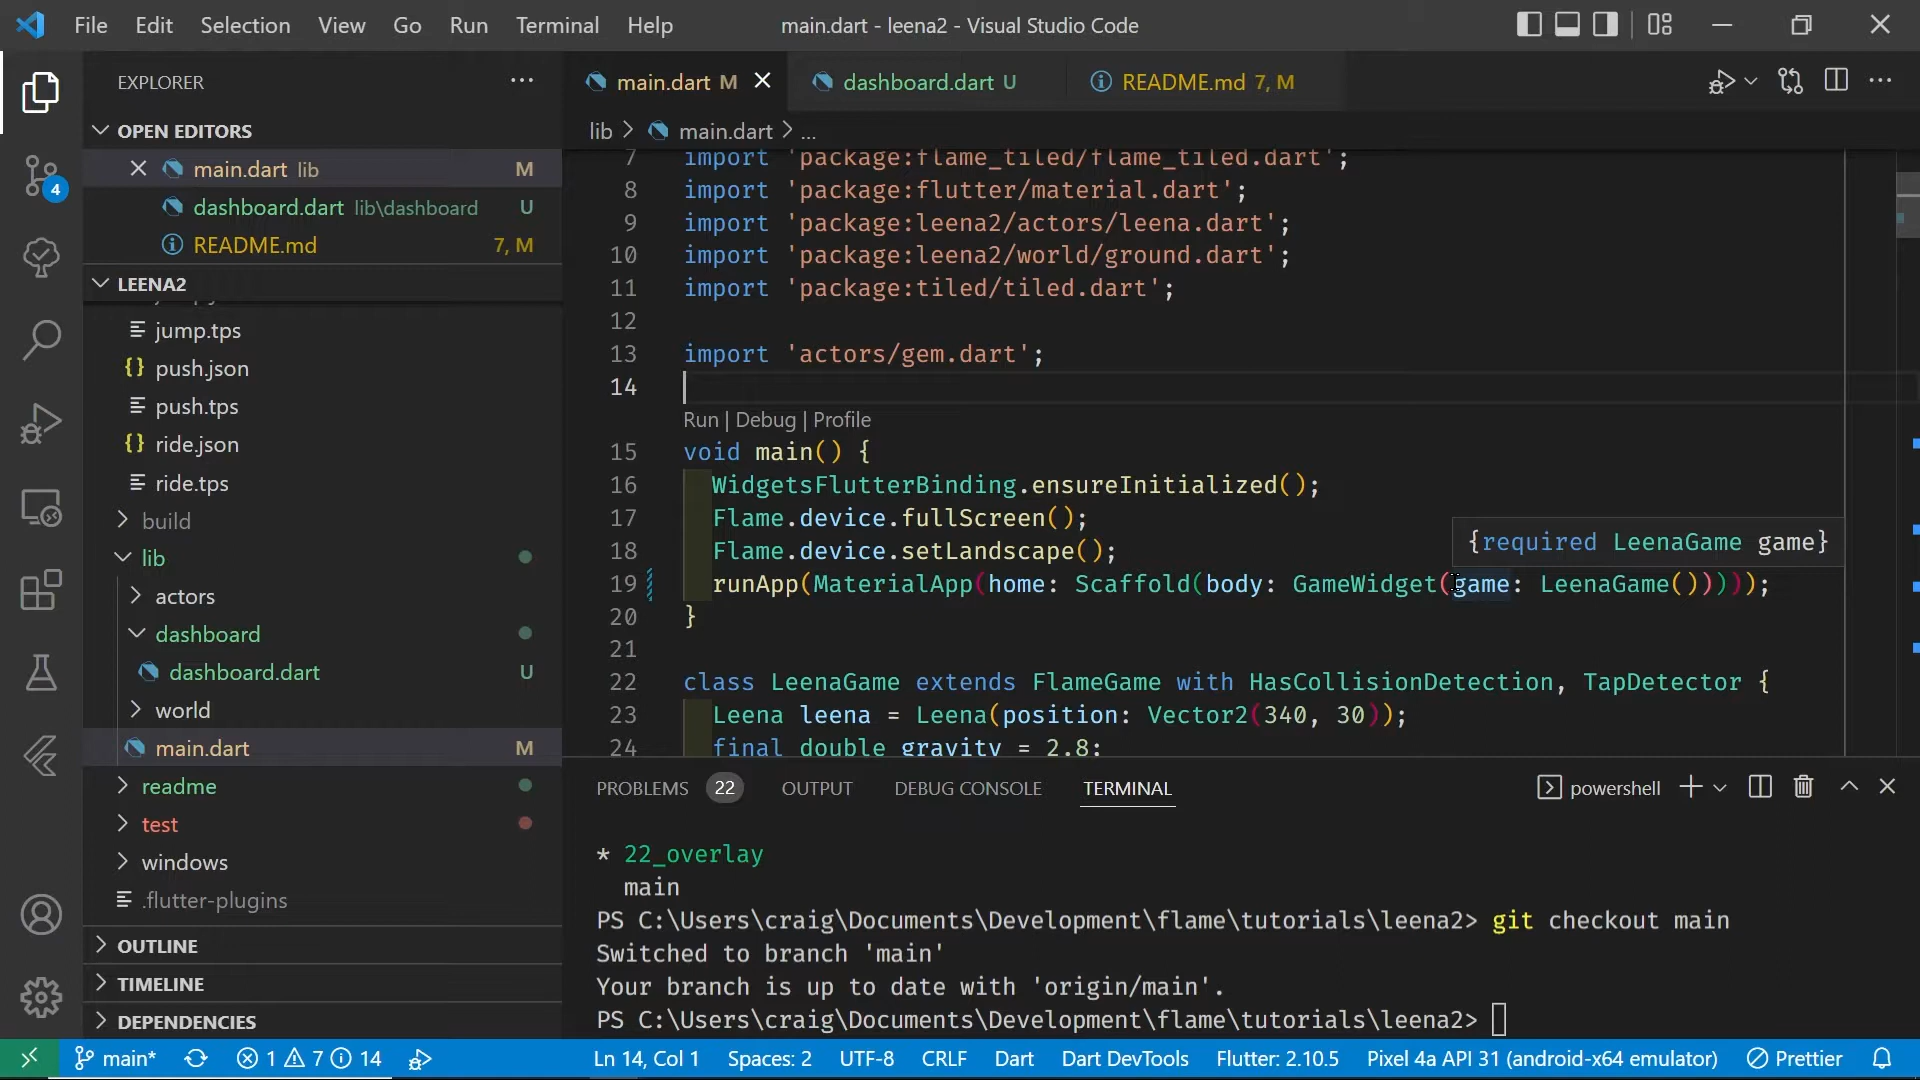 File Edit Selection View Go Run Terminal Help
main.dart - leena2 - Visual Studio Code
EXPLORER
OPEN EDITORS
main.dart lib M
dashboard.dart lib\dashboard U
README.md 7, M
LEENA2
jump.tps
push.json
push.tps
ride.json
ride.tps
build
lib
actors
dashboard
dashboard.dart U
world
main.dart M
readme
test
windows
.flutter-plugins
OUTLINE
TIMELINE
DEPENDENCIES
4
main.dart M
dashboard.dart U
README.md 7, M
lib > main.dart > ...
7 import 'package:flame_tiled/flame_tiled.dart';
8 import 'package:flutter/material.dart';
9 import 'package:leena2/actors/leena.dart';
10 import 'package:leena2/world/ground.dart';
11 import 'package:tiled/tiled.dart';
12
13 import 'actors/gem.dart';
14
Run | Debug | Profile
15 void main() {
16 WidgetsFlutterBinding.ensureInitialized();
17 Flame.device.fullScreen();
{required LeenaGame game}
18 Flame.device.setLandscape();
19 runApp(MaterialApp(home: Scaffold(body: GameWidget(game: LeenaGame()))));
20 }
21
22 class LeenaGame extends FlameGame with HasCollisionDetection, TapDetector {
23 Leena leena = Leena(position: Vector2(340, 30));
24 final double gravity = 2.8;
PROBLEMS 22 OUTPUT DEBUG CONSOLE TERMINAL
powershell
* 22_overlay
main
PS C:\Users\craig\Documents\Development\flame\tutorials\leena2> git checkout main
Switched to branch 'main'
Your branch is up to date with 'origin/main'.
PS C:\Users\craig\Documents\Development\flame\tutorials\leena2>
main* 1 7 14 Ln 14, Col 1 Spaces: 2 UTF-8 CRLF Dart Dart DevTools Flutter: 2.10.5 Pixel 4a API 31 (android-x64 emulator) Prettier